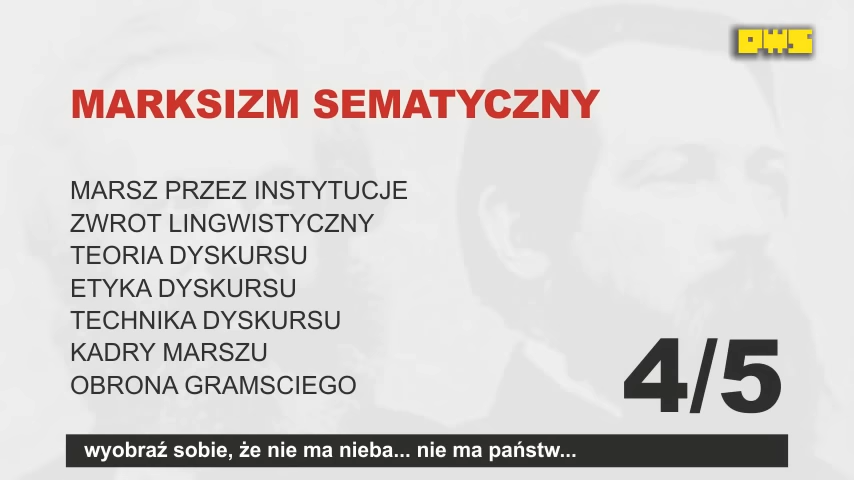 OWS
MARKSIZM SEMATYCZNY
MARSZ PRZEZ INSTYTUCJE
ZWROT LINGWISTYCZNY
TEORIA DYSKURSU
ETYKA DYSKURSU
TECHNIKA DYSKURSU
KADRY MARSZU
OBRONA GRAMSCIEGO
4/5
wyobraź sobie, że nie ma nieba... nie ma państw...